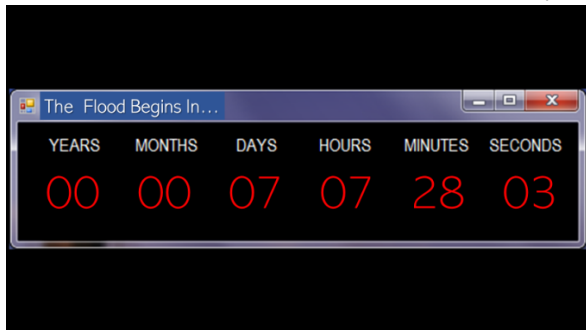 The Flood Begins In...
YEARS MONTHS DAYS HOURS MINUTES SECONDS
00 00 07 07 28 03